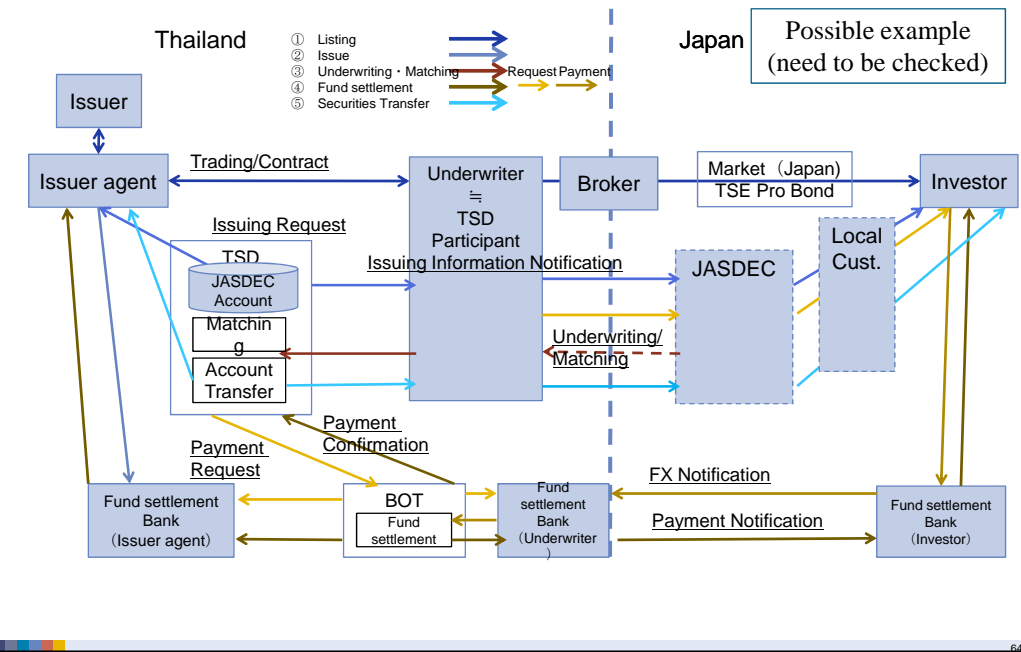 Thailand
① Listing
② Issue
③ Underwriting・Matching
④ Fund settlement
⑤ Securities Transfer
Request Payment
Japan
Possible example
(need to be checked)
Issuer
Issuer agent
Trading/Contract
Underwriter
≒
TSD
Participant
Broker
Market（Japan)
TSE Pro Bond
Investor
Issuing Request
TSD
JASDEC
Account
Matchin
g
Account
Transfer
Issuing Information Notification
JASDEC
Local
Cust.
Underwriting/
Matching
Payment
Confirmation
Payment
Request
FX Notification
Payment Notification
Fund settlement
Bank
（Issuer agent）
BOT
Fund
settlement
Fund
settlement
Bank
（Underwriter
）
Fund settlement
Bank
（Investor）
64